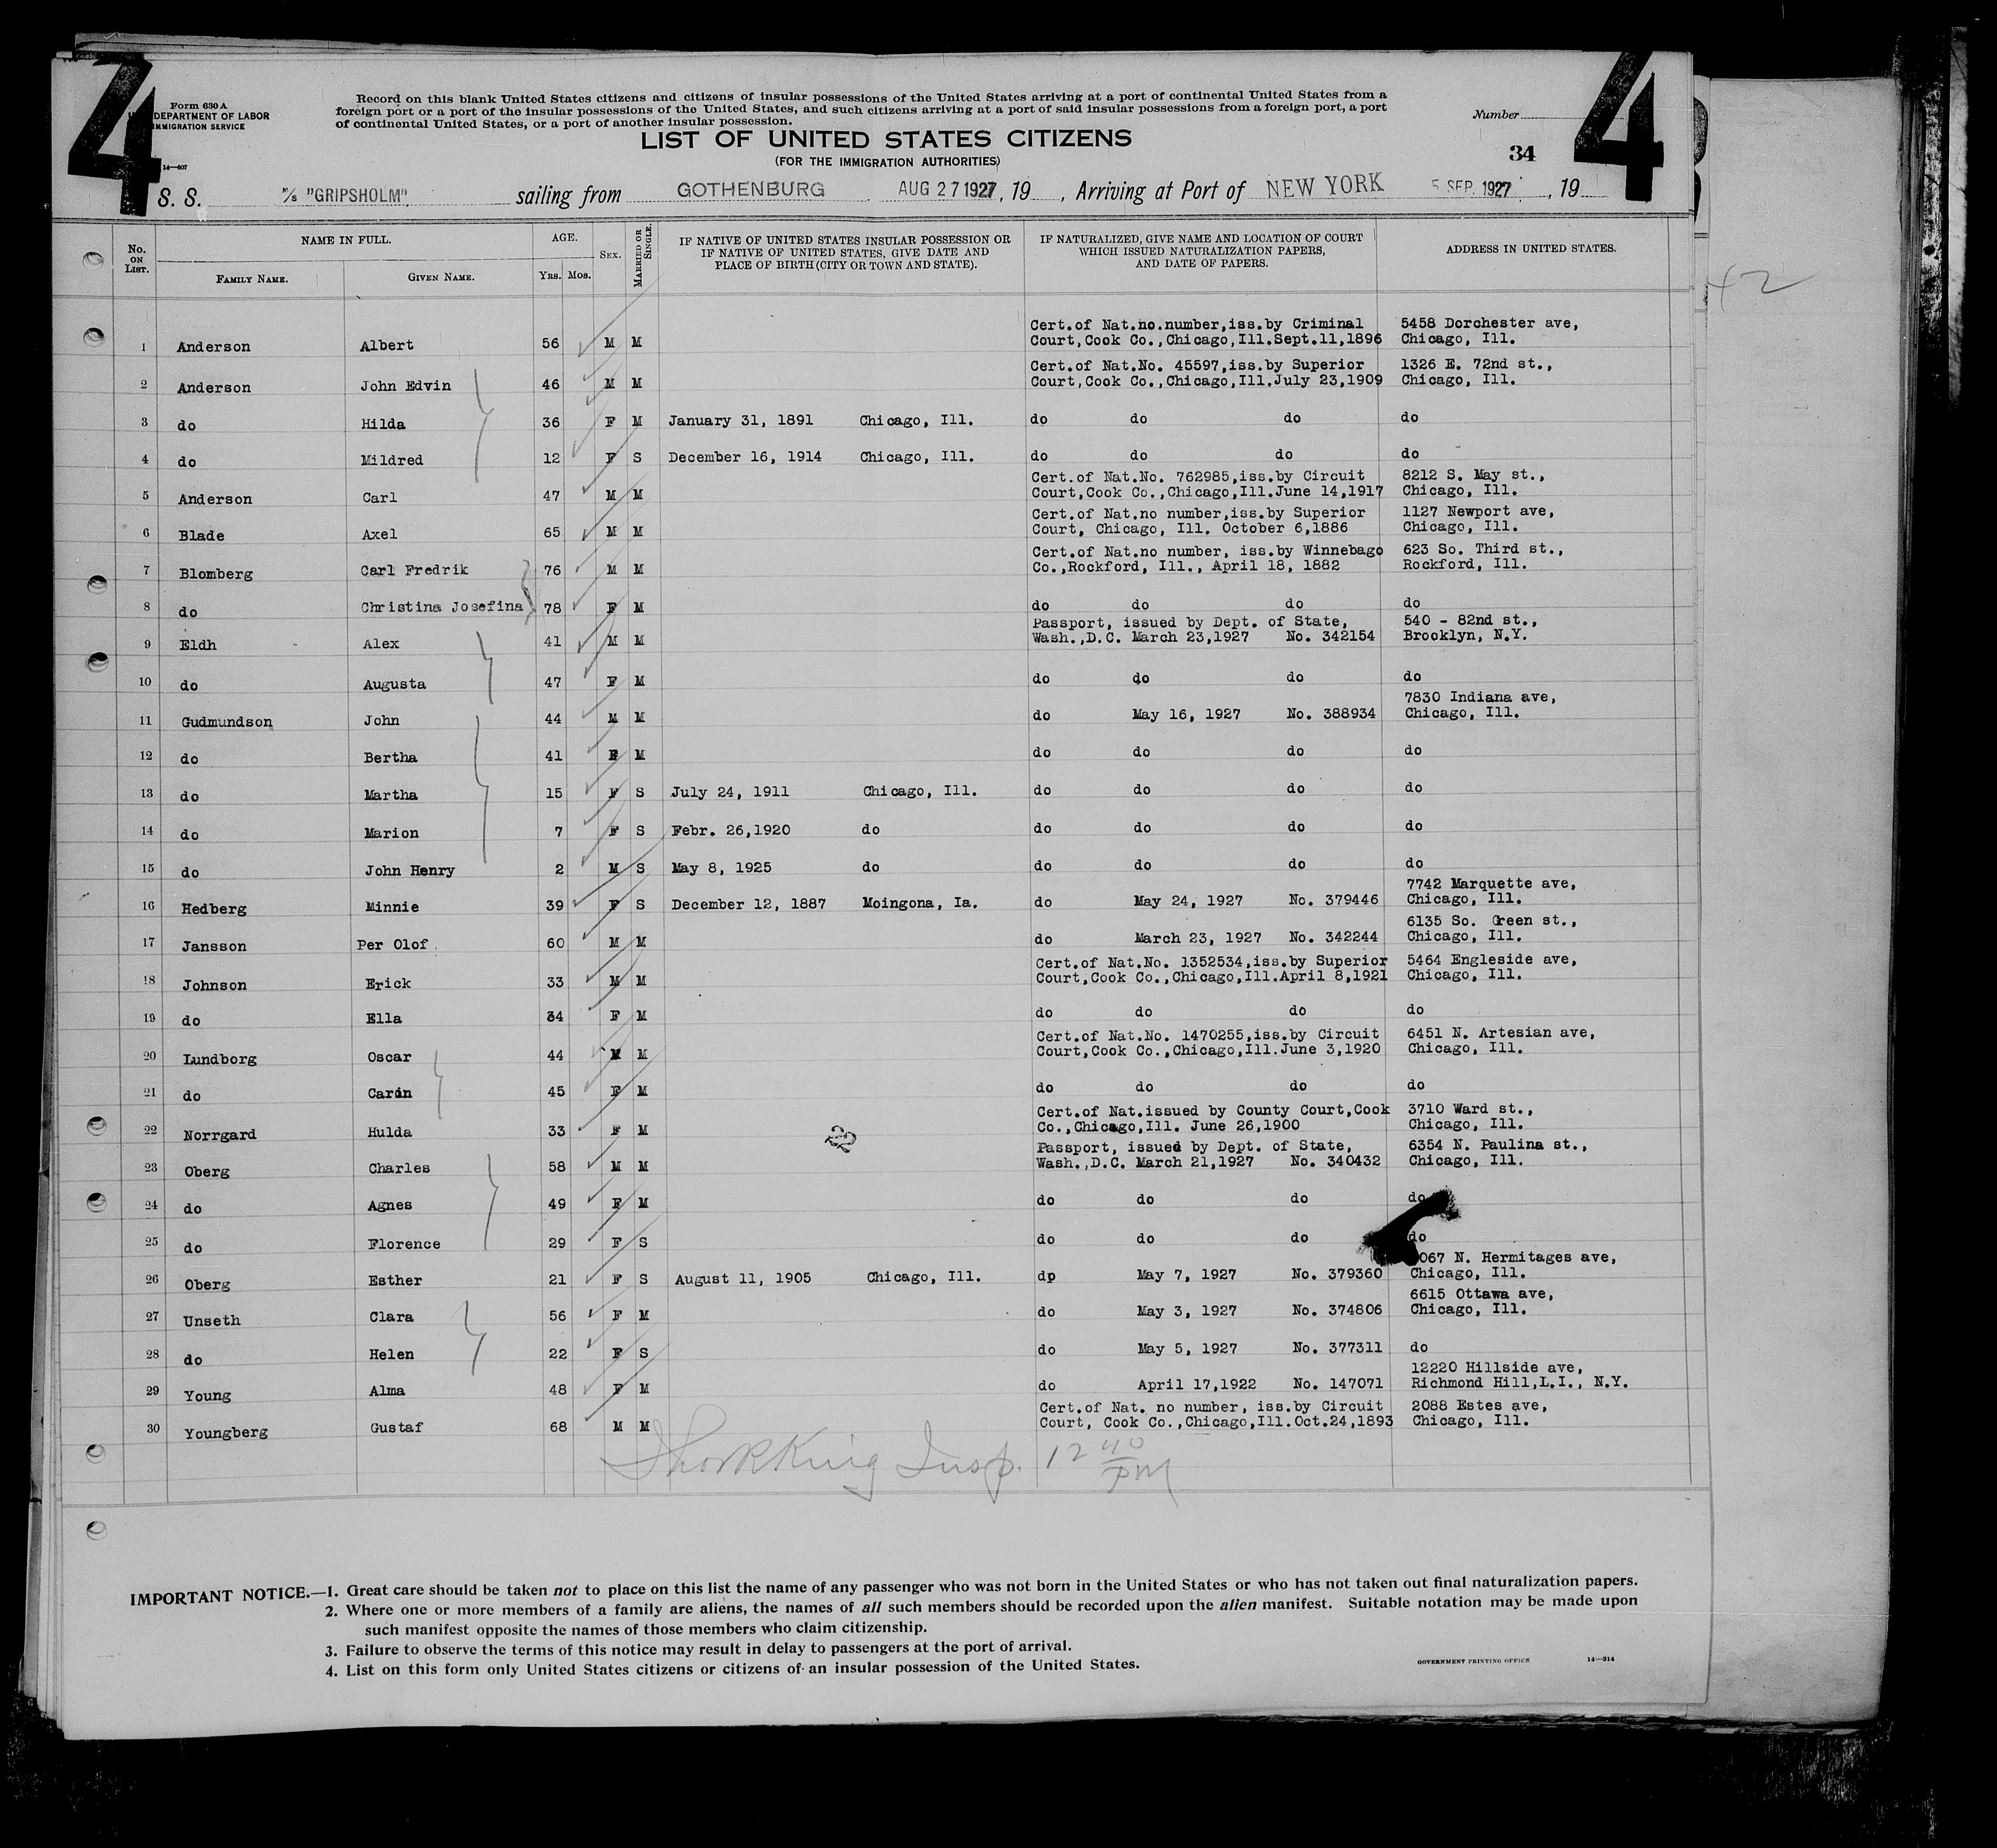 4 4
Form 630 A
DEPARTMENT OF LABOR
IMMIGRATION SERVICE
14—607
Record on this blank United States citizens and citizens of insular possessions of the United States arriving at a port of continental United States from a
foreign port or a port of the insular possessions of the United States, and such citizens arriving at a port of said insular possessions from a foreign port, a port
of continental United States, or a port of another insular possession.
Number
LIST OF UNITED STATES CITIZENS
(FOR THE IMMIGRATION AUTHORITIES)
34
S. S. M/s "GRIPSHOLM", sailing from GOTHENBURG AUG 27 1927, 19 , Arriving at Port of NEW YORK 5 SEP. 1927, 19
42
No. ON LIST. NAME IN FULL. FAMILY NAME. GIVEN NAME. AGE. YRS. MOS. SEX. MARRIED OR SINGLE. IF NATIVE OF UNITED STATES INSULAR POSSESSION OR IF NATIVE OF UNITED STATES, GIVE DATE AND PLACE OF BIRTH (CITY OR TOWN AND STATE). IF NATURALIZED, GIVE NAME AND LOCATION OF COURT WHICH ISSUED NATURALIZATION PAPERS, AND DATE OF PAPERS. ADDRESS IN UNITED STATES.
Cert.of Nat.no.number,iss.by Criminal 5458 Dorchester ave,
1 Anderson Albert 56 M M Court,Cook Co.,Chicago,Ill.Sept.11,1896 Chicago, Ill.
Cert.of Nat.No. 45597,iss.by Superior 1326 E. 72nd st.,
2 Anderson John Edvin 46 M M Court,Cook Co.,Chicago,Ill.July 23,1909 Chicago, Ill.
3 do Hilda 36 F M January 31, 1891 Chicago, Ill. do do do do
4 do Mildred 12 F S December 16, 1914 Chicago, Ill. do do do do
Cert.of Nat.No. 762985,iss.by Circuit 8212 S. May st.,
5 Anderson Carl 47 M M Court,Cook Co.,Chicago,Ill.June 14,1917 Chicago, Ill.
Cert.of Nat.no number,iss.by Superior 1127 Newport ave,
6 Blade Axel 65 M M Court, Chicago, Ill. October 6,1886 Chicago, Ill.
Cert.of Nat.no number, iss.by Winnebago 623 So. Third st.,
7 Blomberg Carl Fredrik 76 M M Co.,Rockford, Ill., April 18, 1882 Rockford, Ill.
8 do Christina Josefina 78 F M do do do do
Passport, issued by Dept. of State, 540 - 82nd st.,
9 Eldh Alex 41 M M Wash.,D.C. March 23,1927 No. 342154 Brooklyn, N.Y.
10 do Augusta 47 F M do do do do
7830 Indiana ave,
11 Gudmundson John 44 M M do May 16, 1927 No. 388934 Chicago, Ill.
12 do Bertha 41 F M do do do do
13 do Martha 15 F S July 24, 1911 Chicago, Ill. do do do do
14 do Marion 7 F S Febr. 26,1920 do do do do do
15 do John Henry 2 M S May 8, 1925 do do do do do
7742 Marquette ave,
16 Hedberg Minnie 39 F S December 12, 1887 Moingona, Ia. do May 24, 1927 No. 379446 Chicago, Ill.
6135 So. Green st.,
17 Jansson Per Olof 60 M M do March 23, 1927 No. 342244 Chicago, Ill.
Cert.of Nat.No. 1352534,iss.by Superior 5464 Engleside ave,
18 Johnson Erick 33 M M Court,Cook Co.,Chicago,Ill.April 8,1921 Chicago, Ill.
19 do Ella 34 F M do do do do
Cert.of Nat.No. 1470255,iss.by Circuit 6451 N. Artesian ave,
20 Lundborg Oscar 44 M M Court,Cook Co.,Chicago,Ill.June 3,1920 Chicago, Ill.
21 do Carin 45 F M do do do do
Cert.of Nat.issued by County Court,Cook 3710 Ward st.,
22 Norrgard Hulda 33 F M Co.,Chicago,Ill. June 26,1900 Chicago, Ill.
Passport, issued by Dept. of State, 6354 N. Paulina st.,
23 Oberg Charles 58 M M Wash.,D.C. March 21,1927 No. 340432 Chicago, Ill.
24 do Agnes 49 F M do do do do
25 do Florence 29 F S do do do do
067 N. Hermitages ave,
26 Oberg Esther 21 F S August 11, 1905 Chicago, Ill. dp May 7, 1927 No. 379360 Chicago, Ill.
6615 Ottawa ave,
27 Unseth Clara 56 F M do May 3, 1927 No. 374806 Chicago, Ill.
28 do Helen 22 F S do May 5, 1927 No. 377311 do
12220 Hillside ave,
29 Young Alma 48 F M do April 17,1922 No. 147071 Richmond Hill,L.I., N.Y.
Cert.of Nat. no number, iss.by Circuit 2088 Estes ave,
30 Youngberg Gustaf 68 M M Court, Cook Co.,Chicago,Ill.Oct.24,1893 Chicago, Ill.
Insp. 12 40 PM
IMPORTANT NOTICE.—1. Great care should be taken not to place on this list the name of any passenger who was not born in the United States or who has not taken out final naturalization papers.
2. Where one or more members of a family are aliens, the names of all such members should be recorded upon the alien manifest. Suitable notation may be made upon
such manifest opposite the names of those members who claim citizenship.
3. Failure to observe the terms of this notice may result in delay to passengers at the port of arrival.
4. List on this form only United States citizens or citizens of an insular possession of the United States.
GOVERNMENT PRINTING OFFICE 14—214